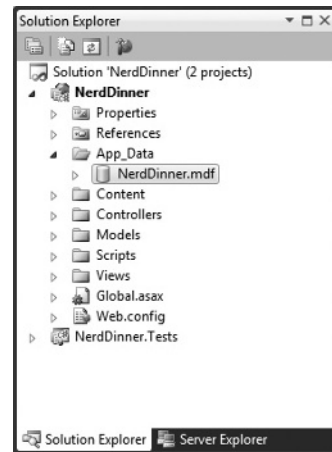 Solution Explorer
Solution 'NerdDinner' (2 projects)
NerdDinner
Properties
References
App_Data
NerdDinner.mdf
Content
Controllers
Models
Scripts
Views
Global.asax
Web.config
NerdDinner.Tests
Solution Explorer Server Explorer